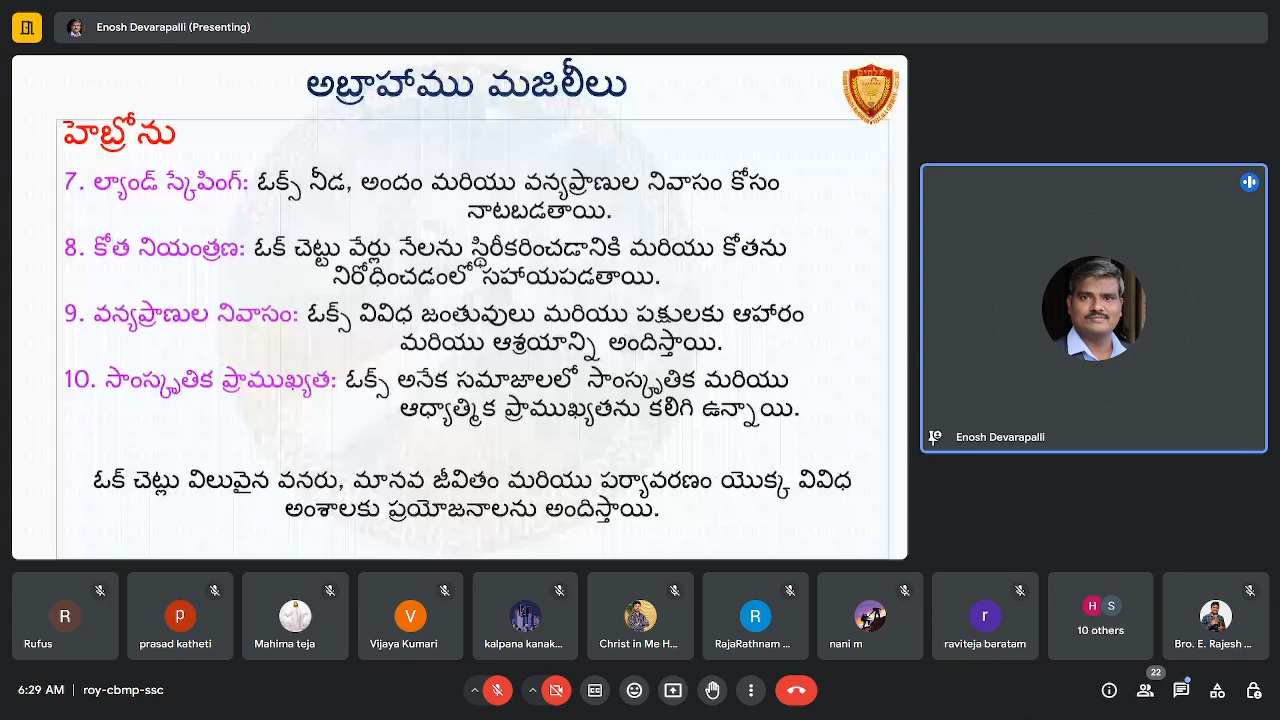 Enosh Devarapalli (Presenting)
అబ్రాహాము మజిలీలు
హెబ్రోను
7. ల్యాండ్ స్కేపింగ్: ఓక్స్ నీడ, అందం మరియు వన్యప్రాణుల నివాసం కోసం
నాటబడతాయి.
8. కోత నియంత్రణ: ఓక్ చెట్టు వేర్లు నేలను స్థిరీకరించడానికి మరియు కోతను
నిరోధించడంలో సహాయపడతాయి.
9. వన్యప్రాణుల నివాసం: ఓక్స్ వివిధ జంతువులు మరియు పక్షులకు ఆహారం
మరియు ఆశ్రయాన్ని అందిస్తాయి.
10. సాంస్కృతిక ప్రాముఖ్యత: ఓక్స్ అనేక సమాజాలలో సాంస్కృతిక మరియు
ఆధ్యాత్మిక ప్రాముఖ్యతను కలిగి ఉన్నాయి.
ఓక్ చెట్లు విలువైన వనరు, మానవ జీవితం మరియు పర్యావరణం యొక్క వివిధ
అంశాలకు ప్రయోజనాలను అందిస్తాయి.
Enosh Devarapalli
R
Rufus
p
prasad katheti
Mahima teja
V
Vijaya Kumari
kalpana kanak...
Christ in Me H...
R
RajaRathnam ...
nani m
r
raviteja baratam
H S
10 others
Bro. E. Rajesh ...
6:29 AM | roy-cbmp-ssc
22